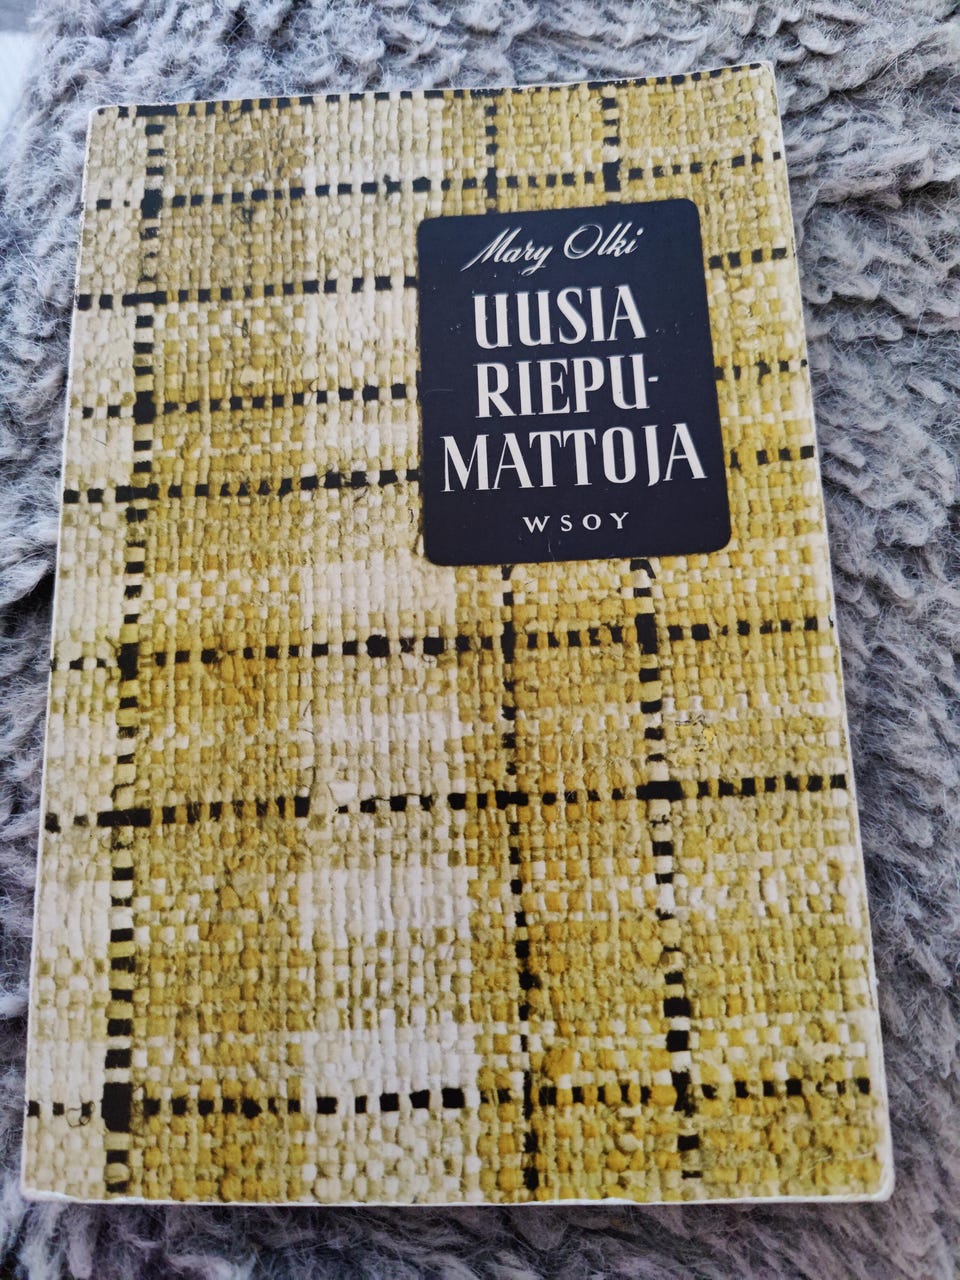 Mary Olki
UUSIA
RIEPU-
MATTOJA
WSOY